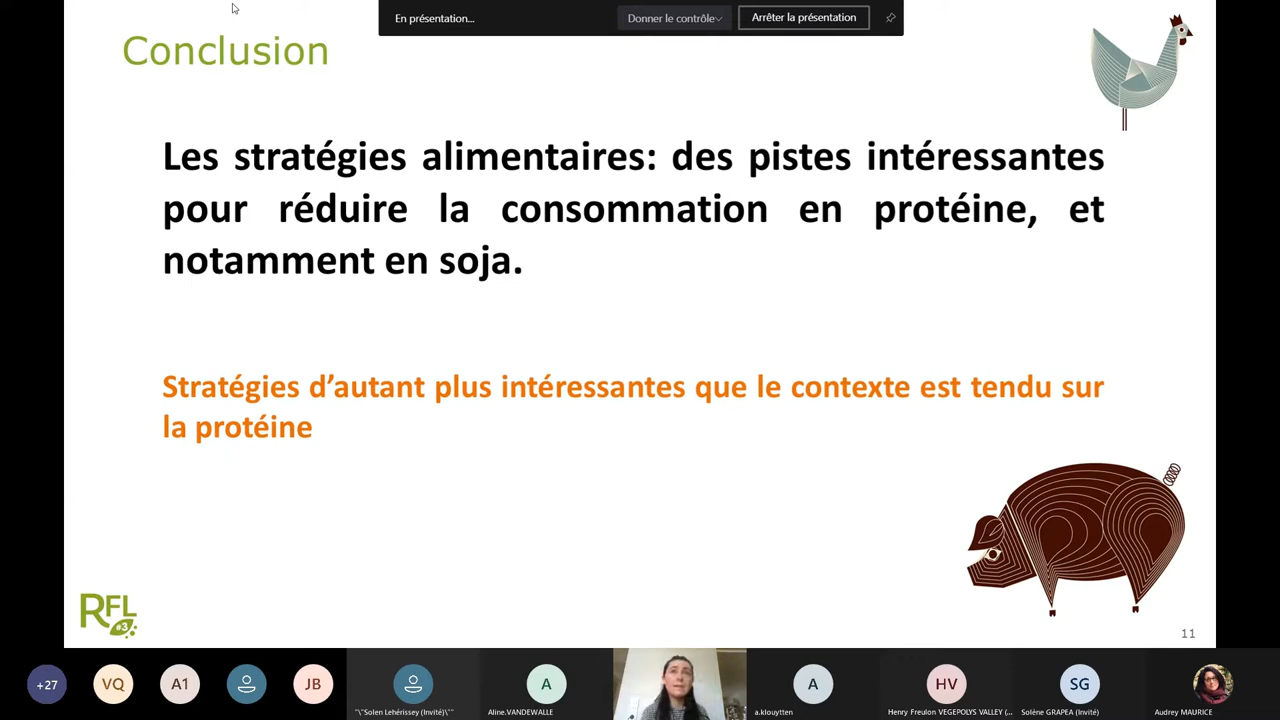 En présentation...
Donner le contrôle
Arrêter la présentation
Conclusion
Les stratégies alimentaires: des pistes intéressantes
pour réduire la consommation en protéine, et
notamment en soja.
Stratégies d’autant plus intéressantes que le contexte est tendu sur
la protéine
RFL
#3
11
+27
VQ
A1
JB
A
A
HV
SG
"\"Solen Lehérissey (Invité)\""
Aline.VANDEWALLE
a.klouytten
Henry Freulon VEGEPOLYS VALLEY (...
Solène GRAPEA (Invité)
Audrey MAURICE